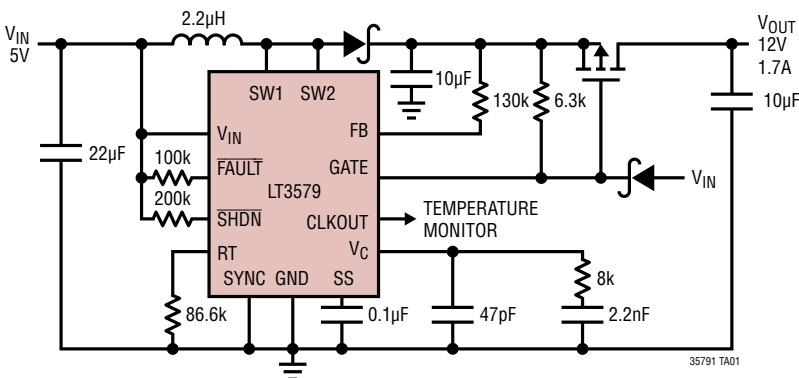 2.2µH
VIN
5V
VOUT
12V
1.7A
SW1 SW2
10µF
130k
6.3k
10µF
VIN
FB
22µF
100k
FAULT
GATE
VIN
LT3579
200k
SHDN
CLKOUT
TEMPERATURE
MONITOR
RT
VC
SYNC GND SS
8k
86.6k
0.1µF
47pF
2.2nF
35791 TA01